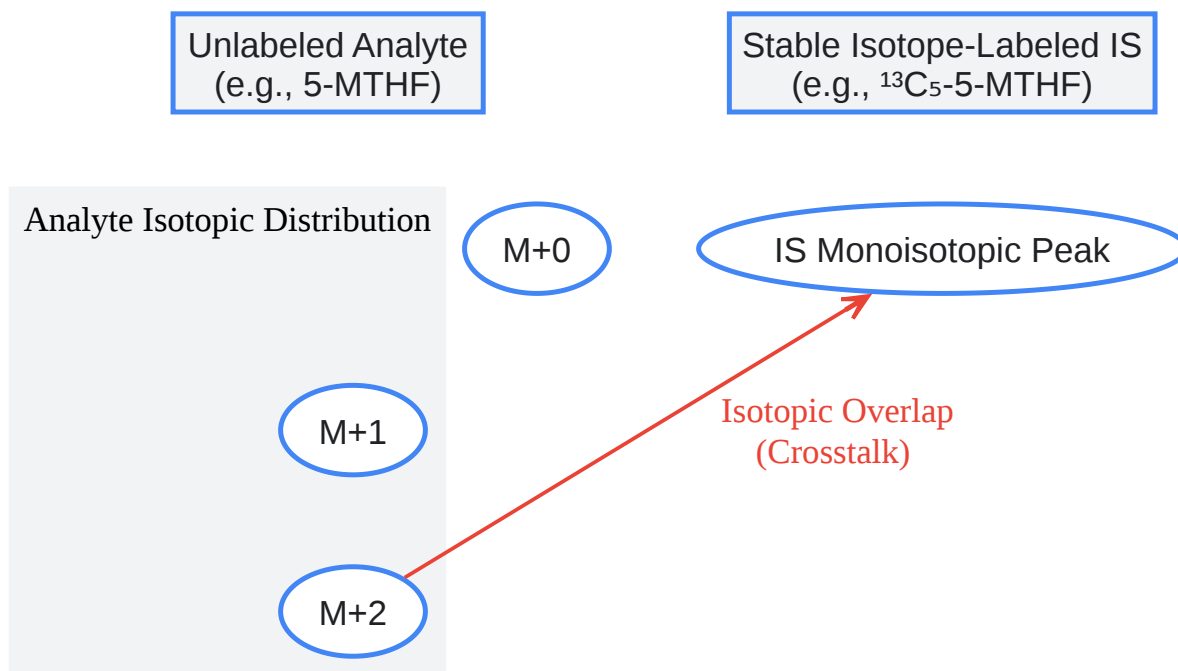 Unlabeled Analyte
(e.g., 5-MTHF)
Stable Isotope-Labeled IS
(e.g., ¹³C₅-5-MTHF)
Analyte Isotopic Distribution
M+0
IS Monoisotopic Peak
M+1
Isotopic Overlap
(Crosstalk)
M+2